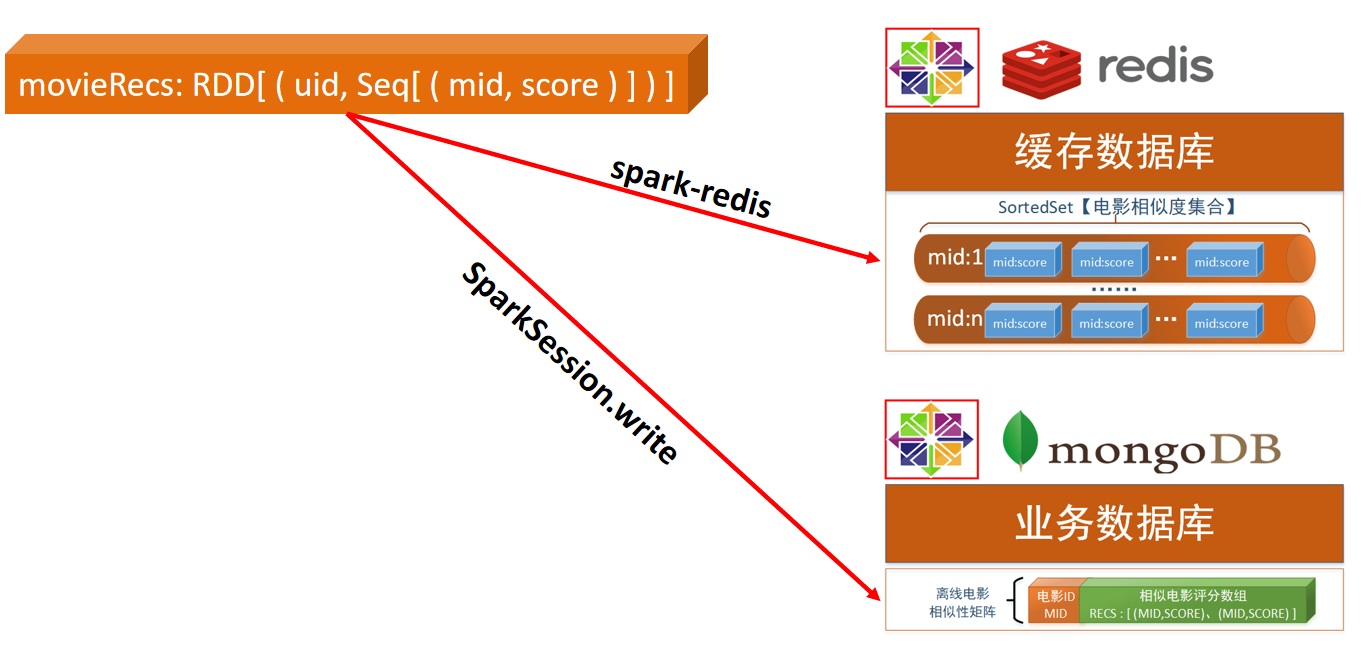 movieRecs: RDD[ ( uid, Seq[ ( mid, score ) ] ) ]
spark-redis
SparkSession.write
redis
缓存数据库
SortedSet【电影相似度集合】
mid:1 mid:score mid:score ··· mid:score
······
mid:n mid:score mid:score ··· mid:score
mongoDB
业务数据库
离线电影
相似性矩阵
电影ID
MID
相似电影评分数组
RECS : [ (MID,SCORE)、(MID,SCORE) ]